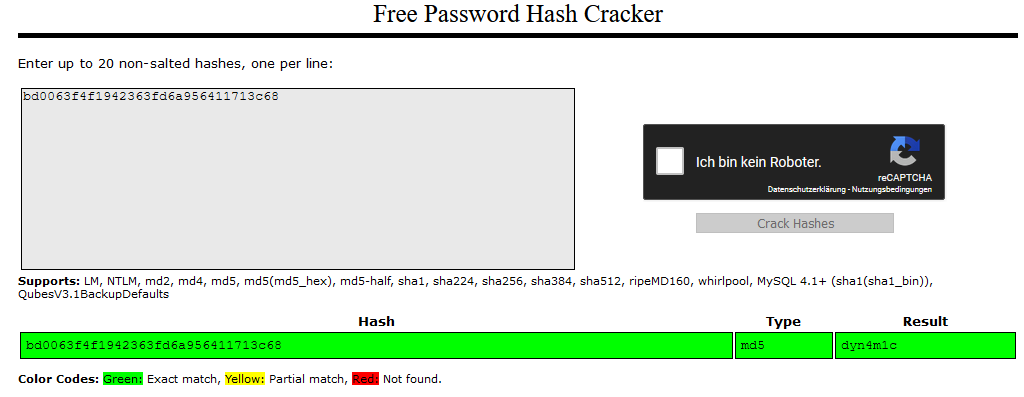 Free Password Hash Cracker
Enter up to 20 non-salted hashes, one per line:
bd0063f4f1942363fd6a956411713c68
Ich bin kein Roboter.
reCAPTCHA
Datenschutzerklärung - Nutzungsbedingungen
Crack Hashes
Supports: LM, NTLM, md2, md4, md5, md5(md5_hex), md5-half, sha1, sha224, sha256, sha384, sha512, ripeMD160, whirlpool, MySQL 4.1+ (sha1(sha1_bin)),
QubesV3.1BackupDefaults
Hash Type Result
bd0063f4f1942363fd6a956411713c68 md5 dyn4m1c
Color Codes: Green: Exact match, Yellow: Partial match, Red: Not found.